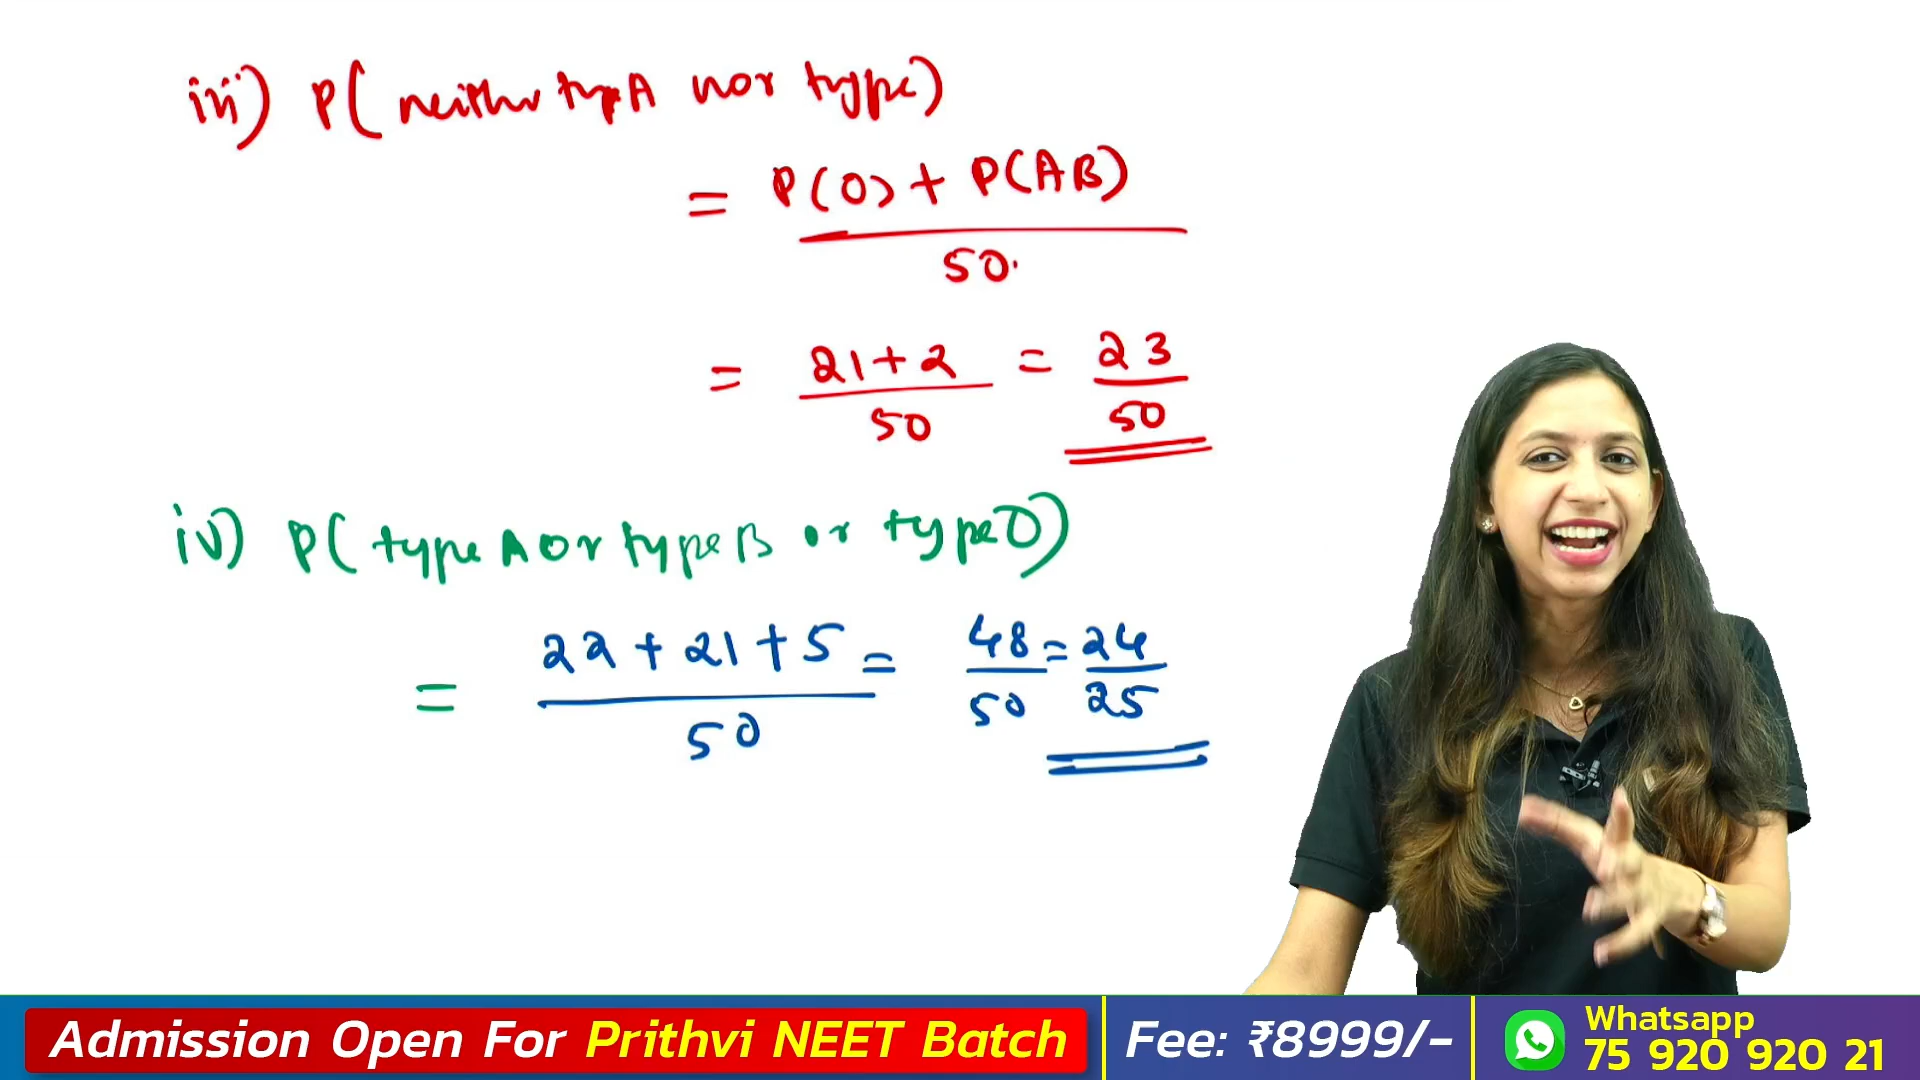 iii) P(neither typA nor type)
= P(O) + P(AB)
50.
= 21+2 = 23
50 50
iv) P(type A or type B or type O)
= 22 + 21 + 5 = 48 = 24
50 50 25
Admission Open For Prithvi NEET Batch
Fee: ₹8999/-
Whatsapp
75 920 920 21